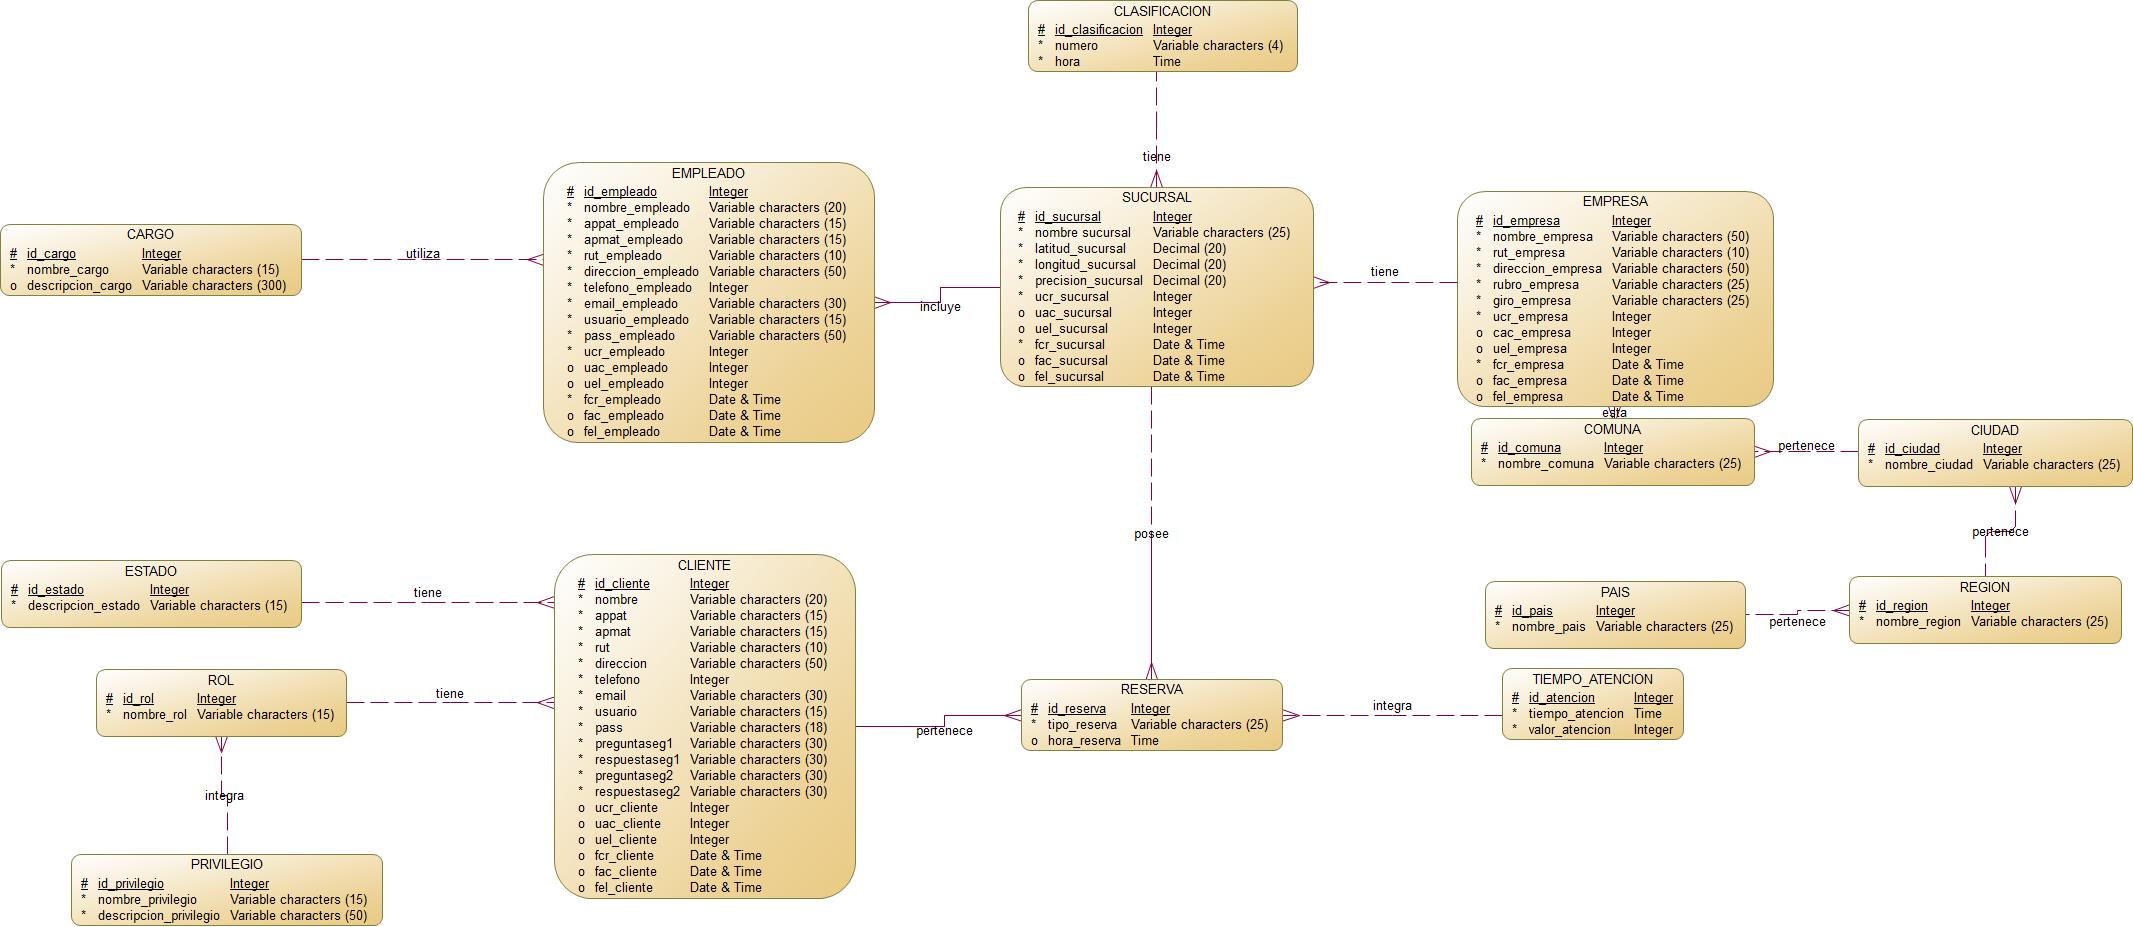 CLASIFICACION
# id_clasificacion Integer
* numero Variable characters (4)
* hora Time
tiene
EMPLEADO
# id_empleado Integer
* nombre_empleado Variable characters (20)
* appat_empleado Variable characters (15)
* apmat_empleado Variable characters (15)
* rut_empleado Variable characters (10)
* direccion_empleado Variable characters (50)
* telefono_empleado Integer
* email_empleado Variable characters (30)
* usuario_empleado Variable characters (15)
* pass_empleado Variable characters (50)
* ucr_empleado Integer
o uac_empleado Integer
o uel_empleado Integer
* fcr_empleado Date & Time
o fac_empleado Date & Time
o fel_empleado Date & Time
SUCURSAL
# id_sucursal Integer
* nombre sucursal Variable characters (25)
* latitud_sucursal Decimal (20)
* longitud_sucursal Decimal (20)
* precision_sucursal Decimal (20)
* ucr_sucursal Integer
o uac_sucursal Integer
o uel_sucursal Integer
* fcr_sucursal Date & Time
o fac_sucursal Date & Time
o fel_sucursal Date & Time
EMPRESA
# id_empresa Integer
* nombre_empresa Variable characters (50)
* rut_empresa Variable characters (10)
* direccion_empresa Variable characters (50)
* rubro_empresa Variable characters (25)
* giro_empresa Variable characters (25)
* ucr_empresa Integer
o cac_empresa Integer
o uel_empresa Integer
* fcr_empresa Date & Time
o fac_empresa Date & Time
o fel_empresa Date & Time
CARGO
# id_cargo Integer
* nombre_cargo Variable characters (15)
o descripcion_cargo Variable characters (300)
utiliza
incluye
tiene
esta
COMUNA
# id_comuna Integer
* nombre_comuna Variable characters (25)
pertenece
CIUDAD
# id_ciudad Integer
* nombre_ciudad Variable characters (25)
posee
pertenece
ESTADO
# id_estado Integer
* descripcion_estado Variable characters (15)
tiene
CLIENTE
# id_cliente Integer
* nombre Variable characters (20)
* appat Variable characters (15)
* apmat Variable characters (15)
* rut Variable characters (10)
* direccion Variable characters (50)
* telefono Integer
* email Variable characters (30)
* usuario Variable characters (15)
* pass Variable characters (18)
* preguntaseg1 Variable characters (30)
* respuestaseg1 Variable characters (30)
* preguntaseg2 Variable characters (30)
* respuestaseg2 Variable characters (30)
o ucr_cliente Integer
o uac_cliente Integer
o uel_cliente Integer
o fcr_cliente Date & Time
o fac_cliente Date & Time
o fel_cliente Date & Time
PAIS
# id_pais Integer
* nombre_pais Variable characters (25)
pertenece
REGION
# id_region Integer
* nombre_region Variable characters (25)
ROL
# id_rol Integer
* nombre_rol Variable characters (15)
tiene
pertenece
RESERVA
# id_reserva Integer
* tipo_reserva Variable characters (25)
o hora_reserva Time
integra
TIEMPO_ATENCION
# id_atencion Integer
* tiempo_atencion Time
* valor_atencion Integer
integra
PRIVILEGIO
# id_privilegio Integer
* nombre_privilegio Variable characters (15)
* descripcion_privilegio Variable characters (50)